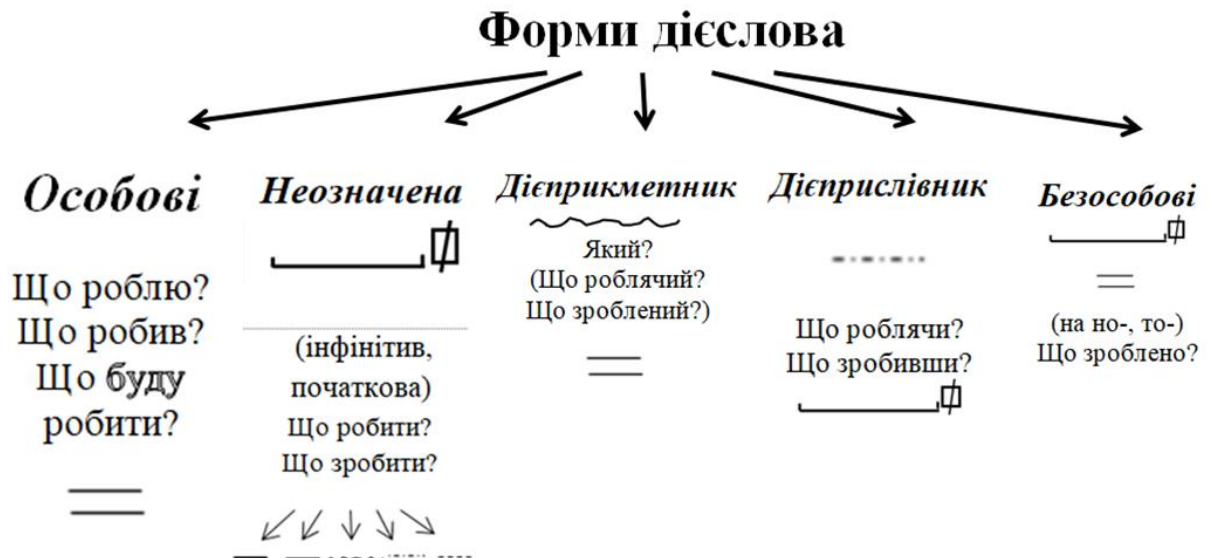 Форми дієслова
Особові
Що роблю?
Що робив?
Що буду
робити?
Неозначена
(інфінітив,
початкова)
Що робити?
Що зробити?
Дієприкметник
Який?
(Що роблячий?
Що зроблений?)
Дієприслівник
Що роблячи?
Що зробивши?
Безособові
(на но-, то-)
Що зроблено?